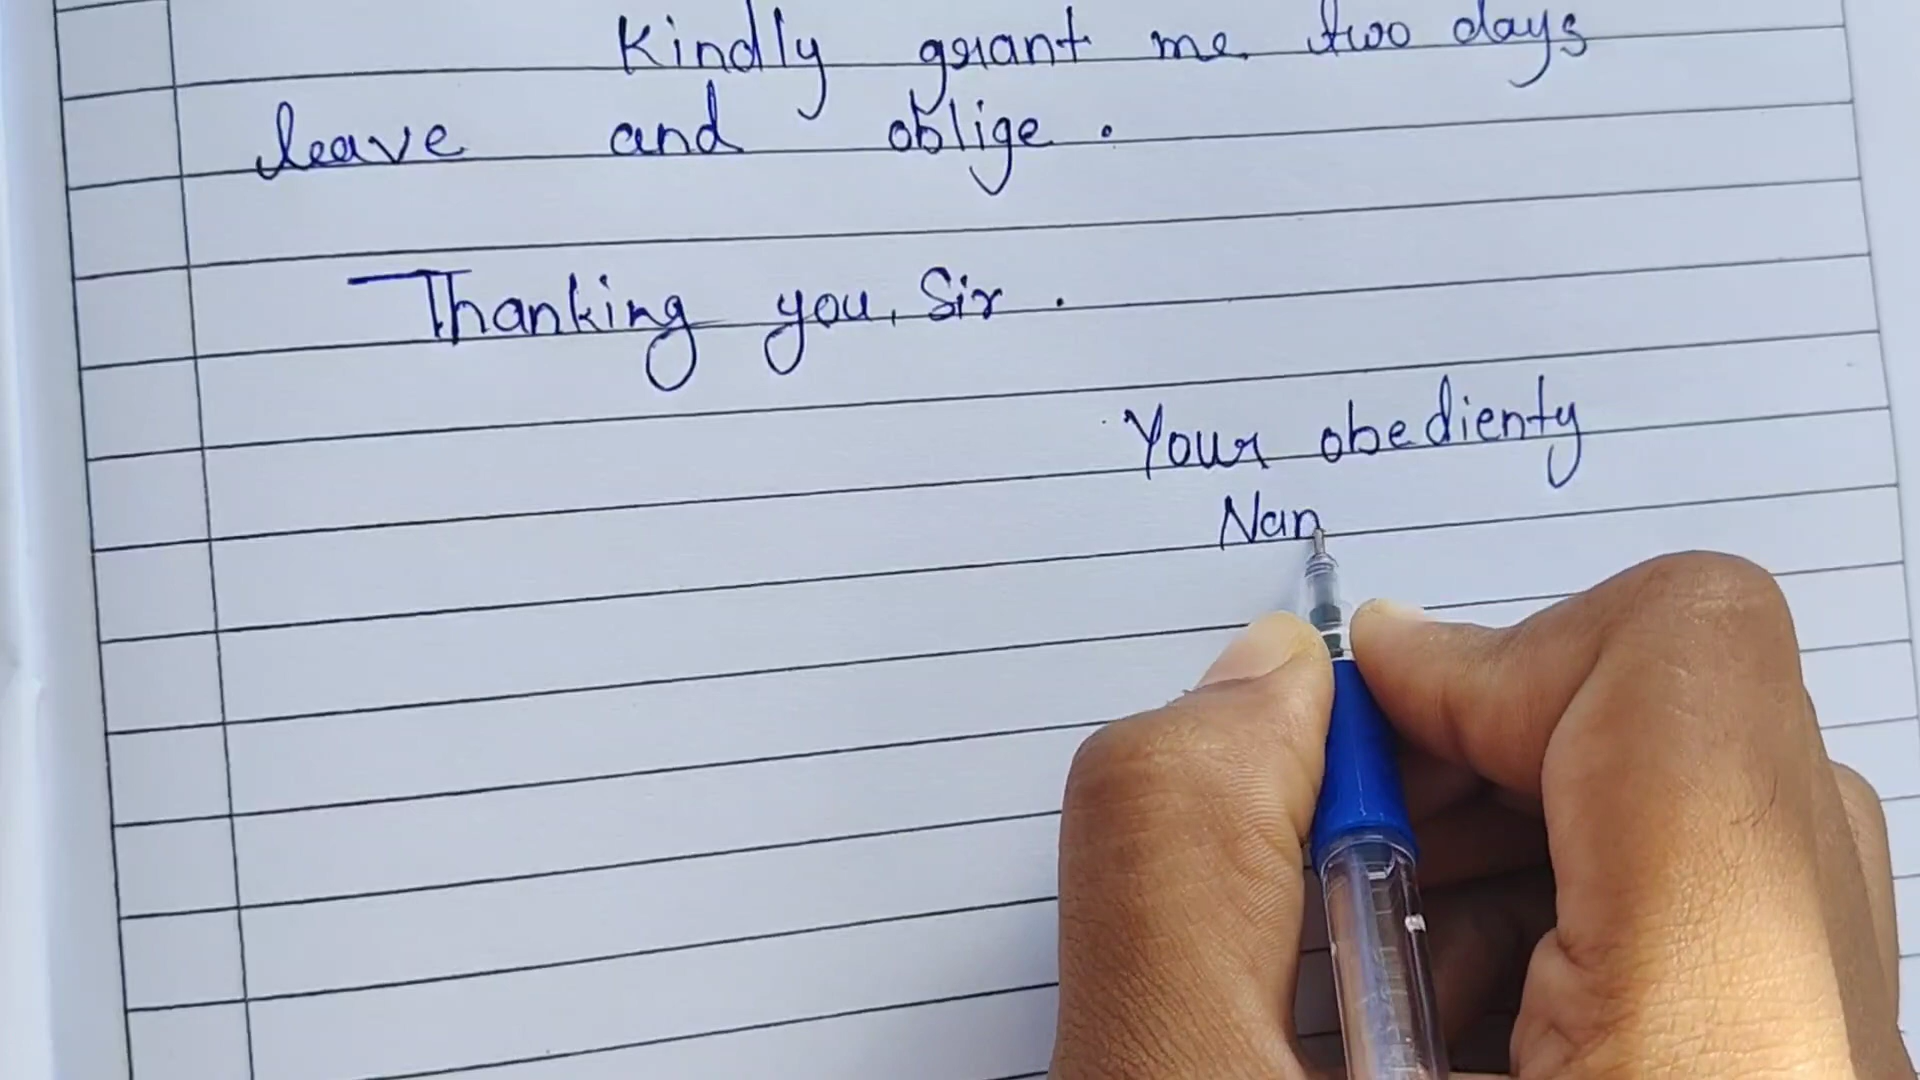 Kindly grant me two days
leave and oblige.
Thanking you, Sir.
Your obedienty
Nan